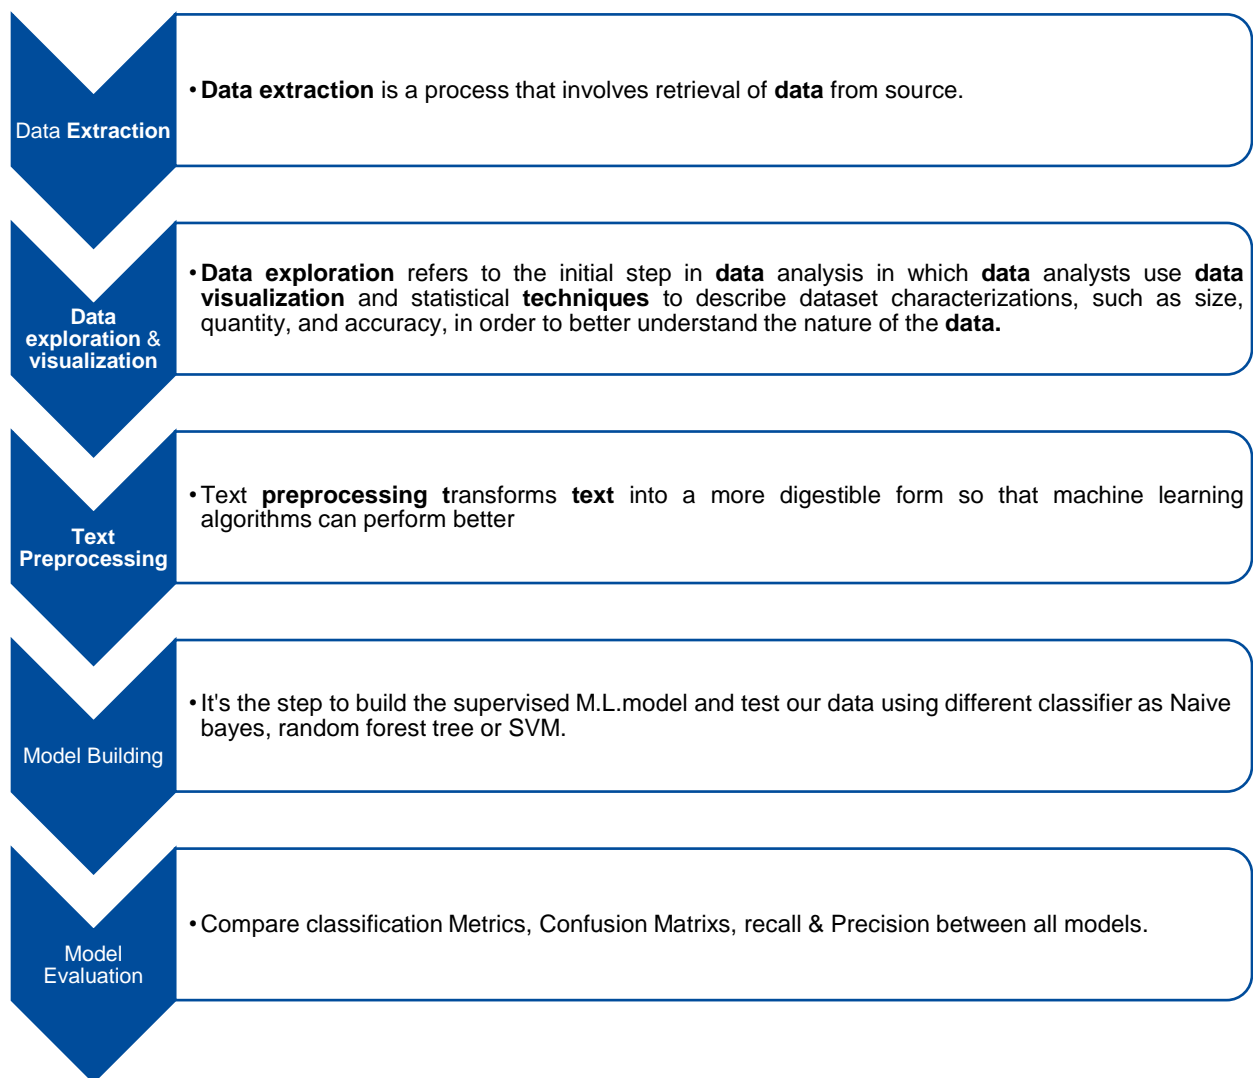 Data Extraction
• Data extraction is a process that involves retrieval of data from source.
Data
exploration &
visualization
• Data exploration refers to the initial step in data analysis in which data analysts use data
visualization and statistical techniques to describe dataset characterizations, such as size,
quantity, and accuracy, in order to better understand the nature of the data.
Text
Preprocessing
• Text preprocessing transforms text into a more digestible form so that machine learning
algorithms can perform better
Model Building
• It's the step to build the supervised M.L.model and test our data using different classifier as Naive
bayes, random forest tree or SVM.
Model
Evaluation
• Compare classification Metrics, Confusion Matrixs, recall & Precision between all models.